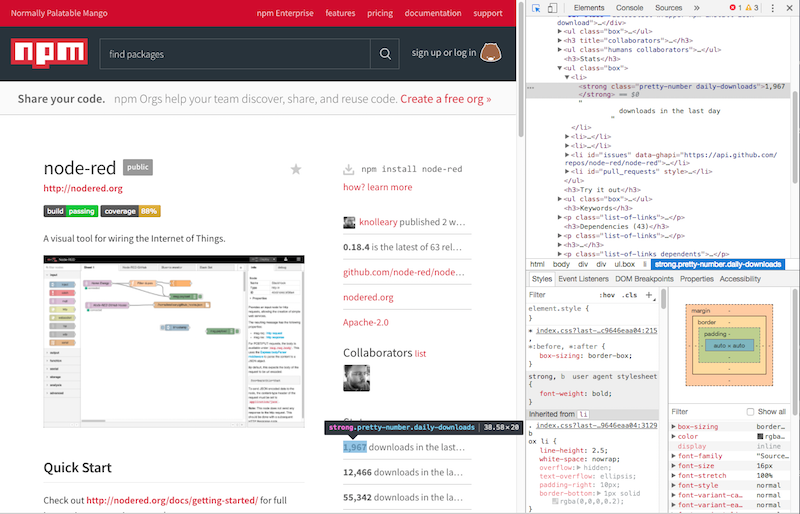 Normally Palatable Mango
npm Enterprise features pricing documentation support
npm
find packages
sign up or log in
Share your code. npm Orgs help your team discover, share, and reuse code. Create a free org »
node-red public
http://nodered.org
build passing coverage 88%
A visual tool for wiring the Internet of Things.
Quick Start
Check out http://nodered.org/docs/getting-started/ for full
npm install node-red
how? learn more
knolleary published 2 w…
0.18.4 is the latest of 63 rel…
github.com/node-red/node…
nodered.org
Apache-2.0
Collaborators list
strong.pretty-number.daily-downloads 38.58×20
1,967 downloads in the last…
12,466 downloads in the last…
55,342 downloads in the last…
Elements Console Sources » 1 3
download">…</div>
<ul class="box">…</ul>
<h3 title="collaborators">…</h3>
<ul class="humans collaborators">…</ul>
<h3>Stats</h3>
<ul class="box">
<li>
… <strong class="pretty-number daily-downloads">1,967
</strong> == $0
"
downloads in the last day
"
</li>
<li>…</li>
<li>…</li>
<li id="issues" data-ghapi="https://api.github.com/
repos/node-red/node-red">…</li>
<li id="pull_requests" style>…</li>
</ul>
<h3>Try it out</h3>
<ul class="box">…</ul>
<h3>Keywords</h3>
<p class="list-of-links">…</p>
<h3>Dependencies (43)</h3>
<p class="list-of-links">…</p>
<h3>…</h3>
<p class="list-of-links dependents">…</p>
html body div div ul.box li strong.pretty-number.daily-downloads
Styles Event Listeners DOM Breakpoints Properties Accessibility
Filter :hov .cls +
element.style {
}
* index.css?last-…c9646eaa04:215
*:before, *:after {
box-sizing: border-box;
}
strong, b user agent stylesheet
{
font-weight: bold;
}
Inherited from li
. index.css?last-…c9646eaa04:3129
b
ox li {
line-height: 2.5;
white-space: nowrap;
overflow: hidden;
text-overflow: ellipsis;
padding-right: 10px;
border-bottom: 1px solid
rgba(0,0,0,0.2);
margin -
border -
padding -
- - - auto × auto - - -
-
-
-
Filter Show all
box-sizing border…
color rgba…
display inline
font-family "Source…
font-size 16px
font-stretch 100%
font-style normal
font-variant-ca… normal
font-variant-ea… normal